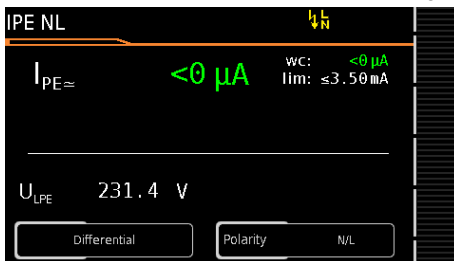 IPE NL
L
N
IPE≂ <0 µA
wc: <0 µA
lim: ≤3.50mA
ULPE 231.4 V
Differential
Polarity N/L